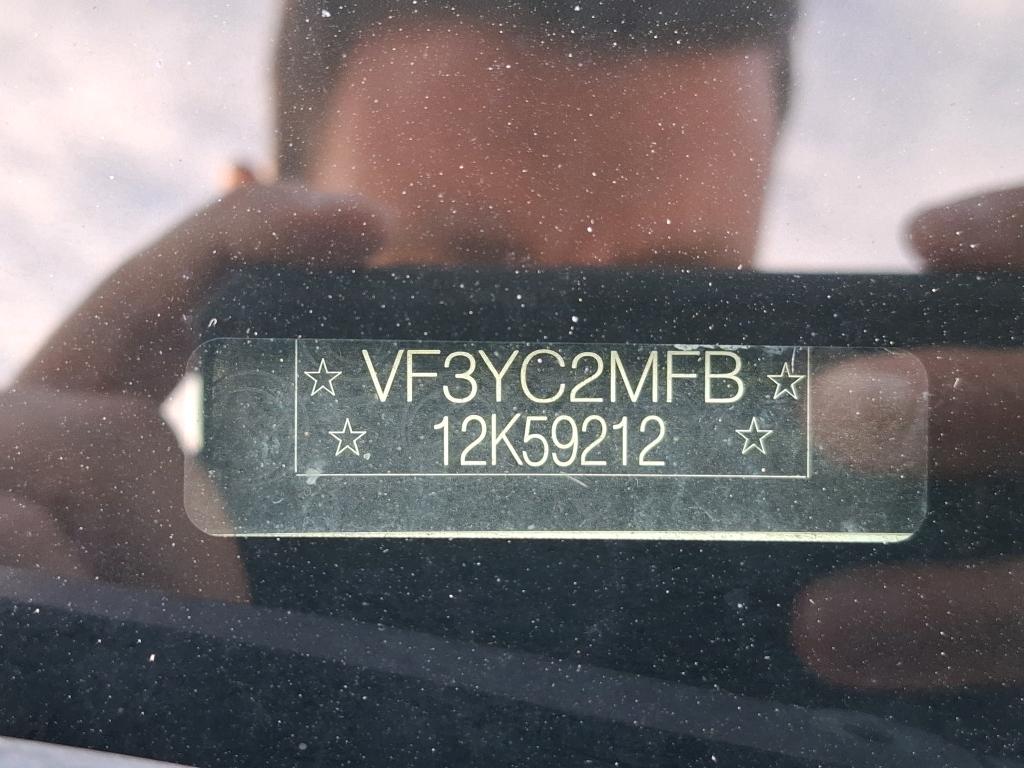 ☆ VF3YC2MFB ☆
☆ 12K59212 ☆